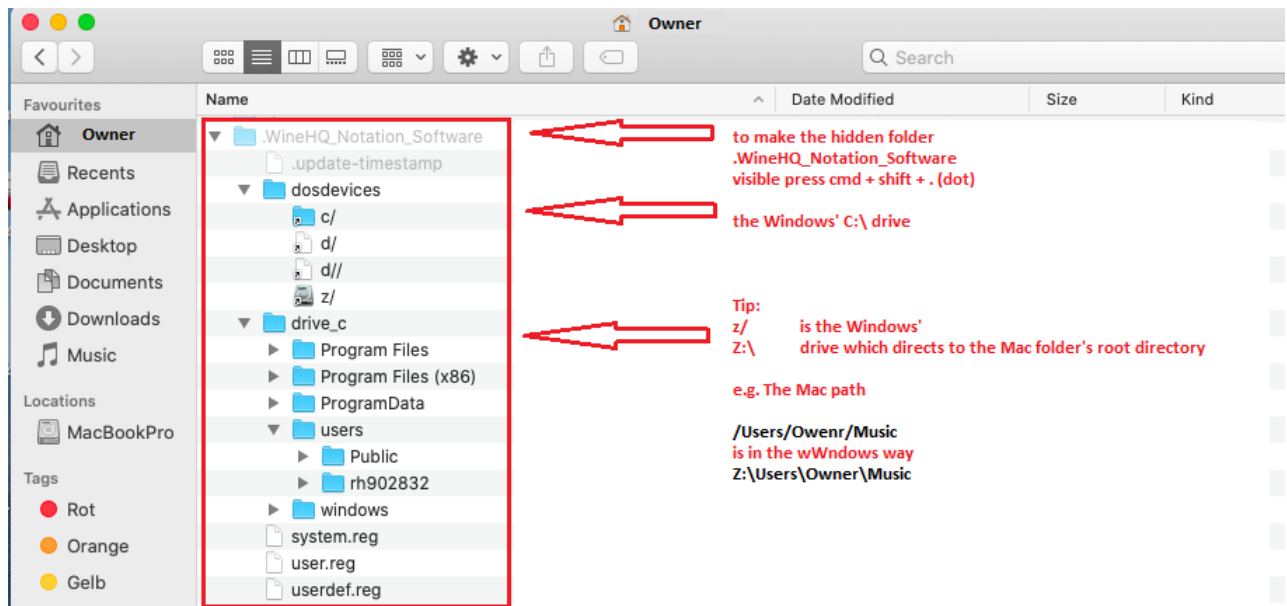 Owner
Search
Favourites
Owner
Recents
Applications
Desktop
Documents
Downloads
Music
Locations
MacBookPro
Tags
Rot
Orange
Gelb
Name Date Modified Size Kind
.WineHQ_Notation_Software
.update-timestamp
dosdevices
c/
d/
d//
z/
drive_c
Program Files
Program Files (x86)
ProgramData
users
Public
rh902832
windows
system.reg
user.reg
userdef.reg
to make the hidden folder
.WineHQ_Notation_Software
visible press cmd + shift + . (dot)
the Windows' C:\ drive
Tip:
z/ is the Windows'
Z:\ drive which directs to the Mac folder's root directory
e.g. The Mac path
/Users/Owenr/Music
is in the wWndows way
Z:\Users\Owner\Music